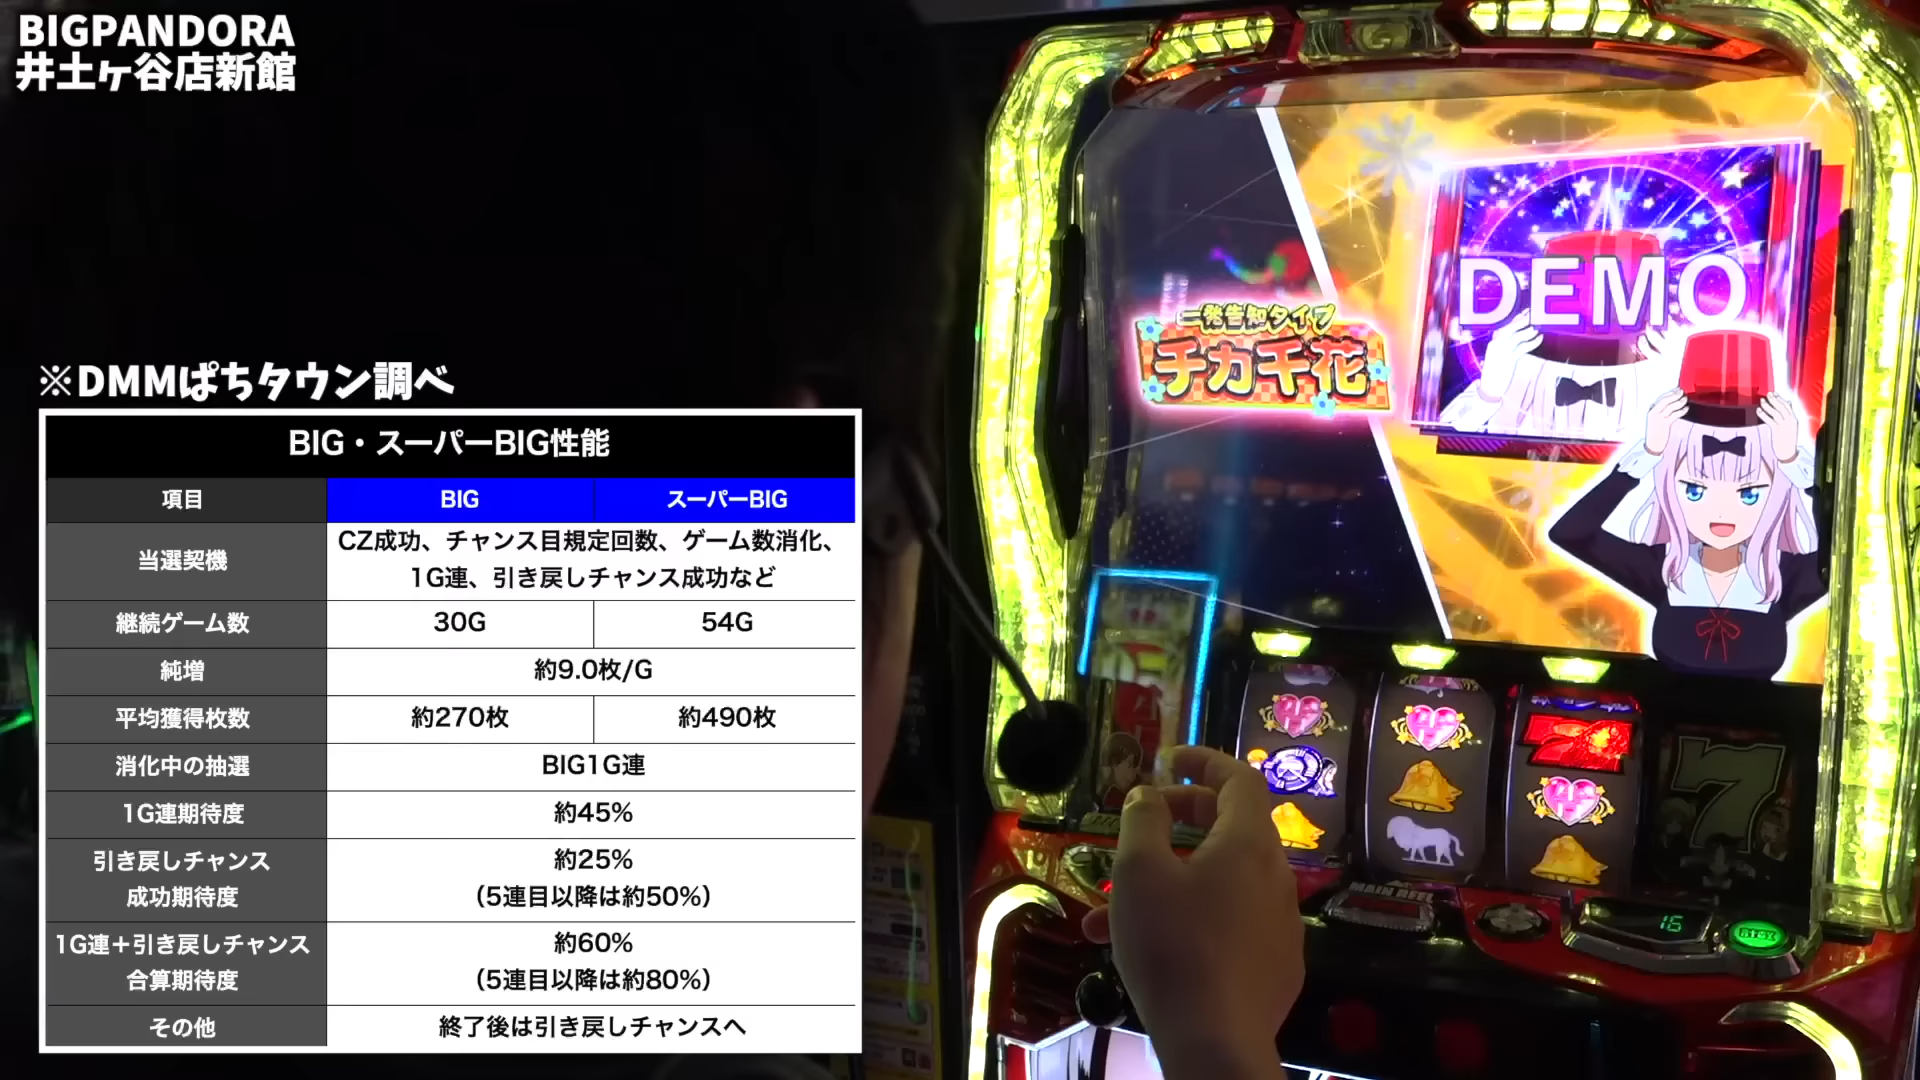 BIGPANDORA
井土ヶ谷店新館
※DMMぱちタウン調べ
BIG・スーパーBIG性能
項目 BIG スーパーBIG
当選契機 CZ成功、チャンス目規定回数、ゲーム数消化、
1G連、引き戻しチャンス成功など
継続ゲーム数 30G 54G
純増 約9.0枚/G
平均獲得枚数 約270枚 約490枚
消化中の抽選 BIG1G連
1G連期待度 約45%
引き戻しチャンス
成功期待度
約25%
（5連目以降は約50%）
1G連＋引き戻しチャンス
合算期待度
約60%
（5連目以降は約80%）
その他 終了後は引き戻しチャンスへ
DEMO
一発告知タイプ
チカ千花
7
MAIN REEL
16